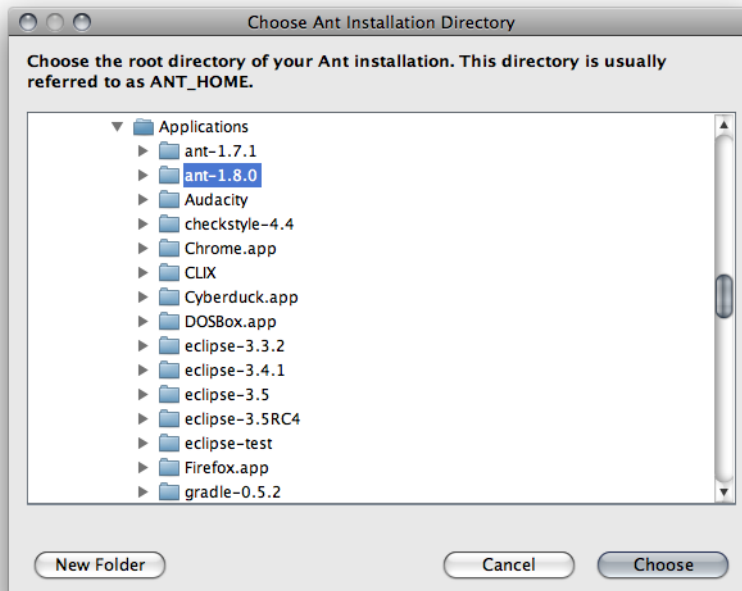 Choose Ant Installation Directory
Choose the root directory of your Ant installation. This directory is usually
referred to as ANT_HOME.
Applications
ant-1.7.1
ant-1.8.0
Audacity
checkstyle-4.4
Chrome.app
CLIX
Cyberduck.app
DOSBox.app
eclipse-3.3.2
eclipse-3.4.1
eclipse-3.5
eclipse-3.5RC4
eclipse-test
Firefox.app
gradle-0.5.2
New Folder
Cancel
Choose